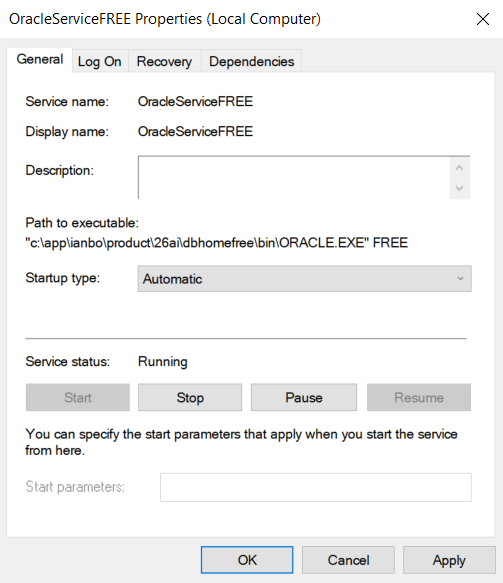 OracleServiceFREE Properties (Local Computer)
General Log On Recovery Dependencies
Service name: OracleServiceFREE
Display name: OracleServiceFREE
Description:
Path to executable:
"c:\app\ianbo\product\26ai\dbhomefree\bin\ORACLE.EXE" FREE
Startup type: Automatic
Service status: Running
Start Stop Pause Resume
You can specify the start parameters that apply when you start the service
from here.
Start parameters:
OK Cancel Apply